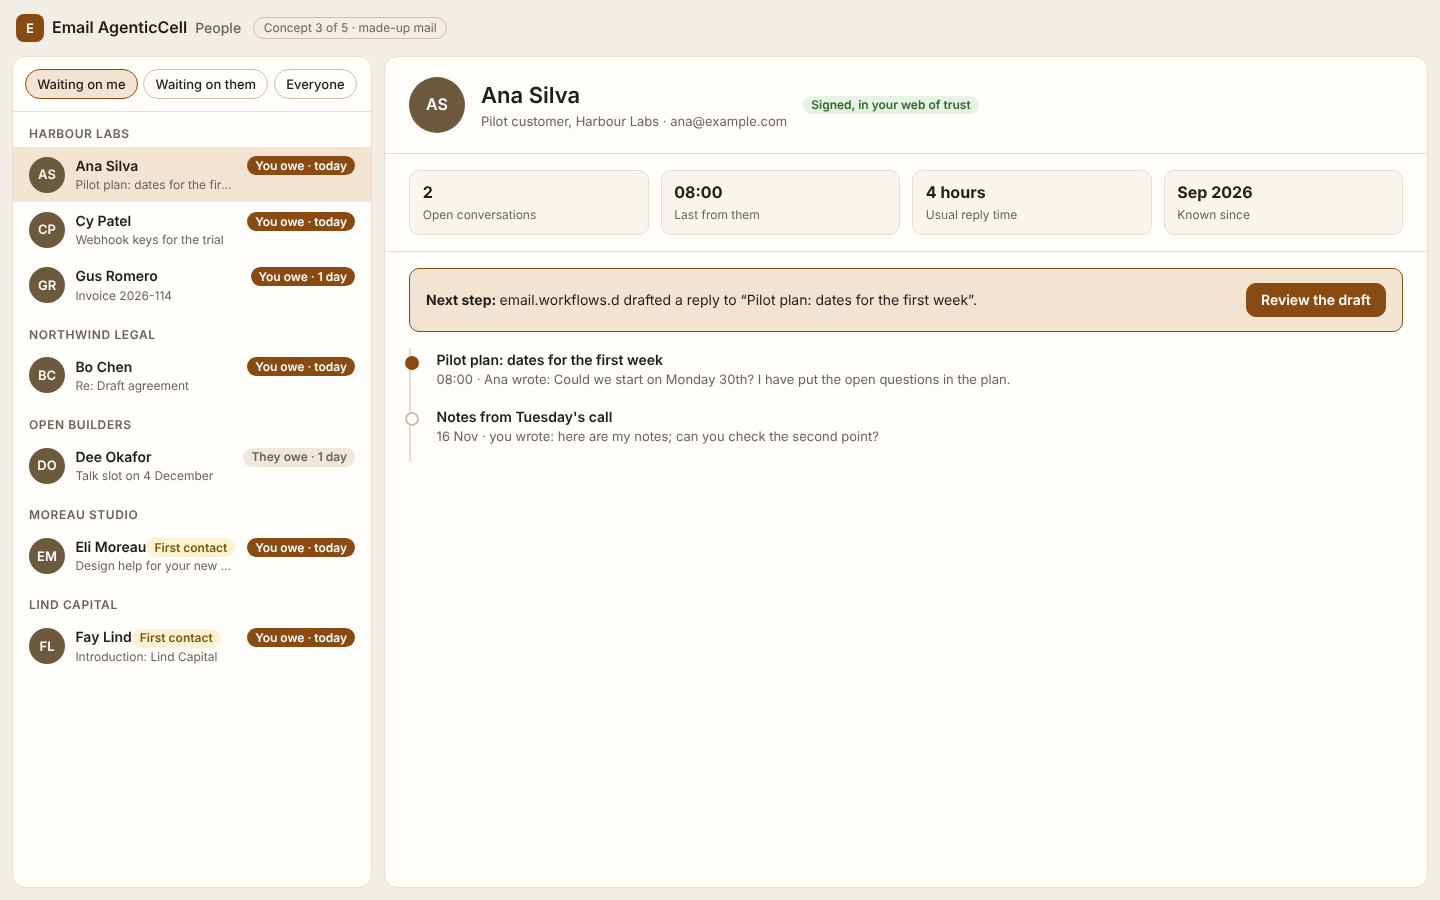 E Email AgenticCell People Concept 3 of 5 · made-up mail
Waiting on me Waiting on them Everyone
HARBOUR LABS
AS Ana Silva You owe · today
Pilot plan: dates for the fir...
CP Cy Patel You owe · today
Webhook keys for the trial
GR Gus Romero You owe · 1 day
Invoice 2026-114
NORTHWIND LEGAL
BC Bo Chen You owe · today
Re: Draft agreement
OPEN BUILDERS
DO Dee Okafor They owe · 1 day
Talk slot on 4 December
MOREAU STUDIO
EM Eli Moreau First contact You owe · today
Design help for your new ...
LIND CAPITAL
FL Fay Lind First contact You owe · today
Introduction: Lind Capital
AS Ana Silva Signed, in your web of trust
Pilot customer, Harbour Labs · ana@example.com
2 08:00 4 hours Sep 2026
Open conversations Last from them Usual reply time Known since
Next step: email.workflows.d drafted a reply to “Pilot plan: dates for the first week”. Review the draft
Pilot plan: dates for the first week
08:00 · Ana wrote: Could we start on Monday 30th? I have put the open questions in the plan.
Notes from Tuesday's call
16 Nov · you wrote: here are my notes; can you check the second point?